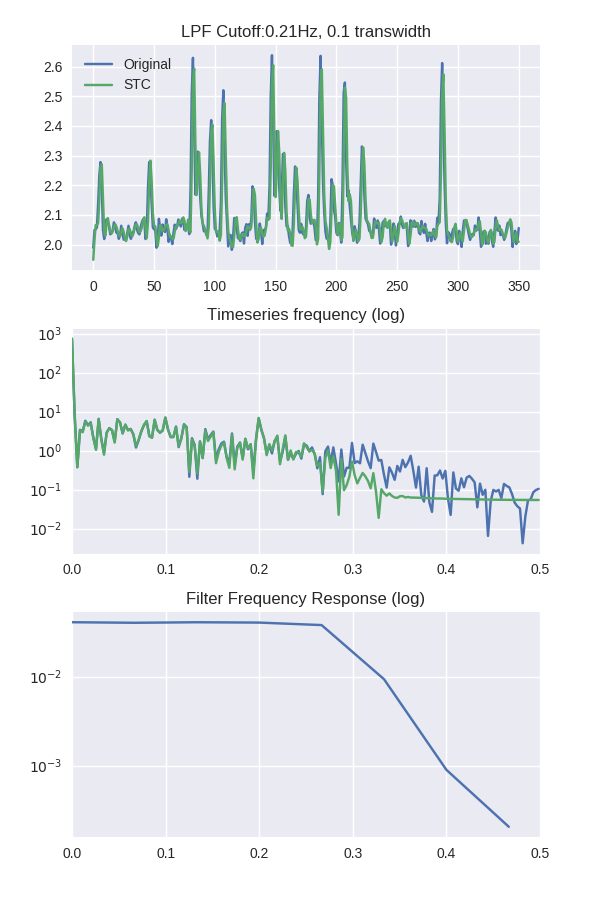 LPF Cutoff:0.21Hz, 0.1 transwidth
Original
STC
2.6
2.5
2.4
2.3
2.2
2.1
2.0
0 50 100 150 200 250 300 350
Timeseries frequency (log)
10³
10²
10¹
10⁰
10⁻¹
10⁻²
0.0 0.1 0.2 0.3 0.4 0.5
Filter Frequency Response (log)
10⁻²
10⁻³
0.0 0.1 0.2 0.3 0.4 0.5